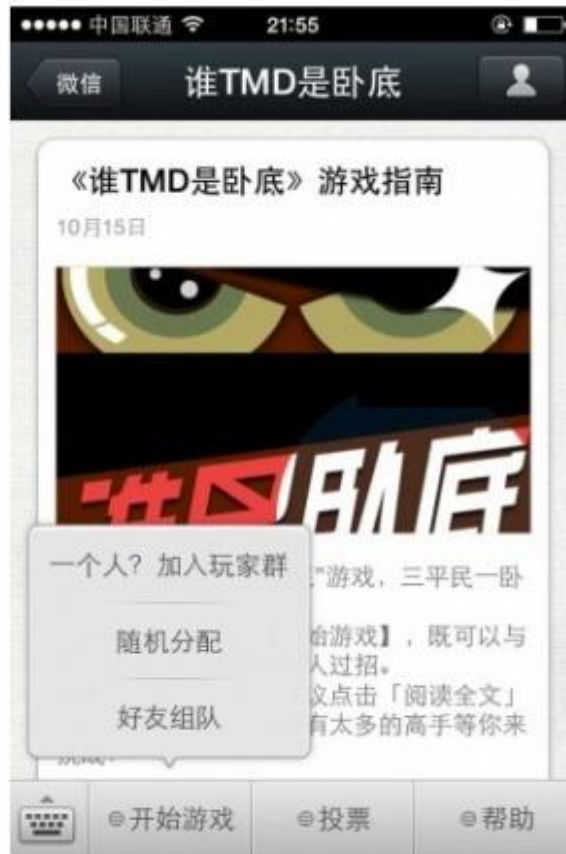 中国联通 21:55
微信 谁TMD是卧底
《谁TMD是卧底》游戏指南
10月15日
谁是卧底
一个人？加入玩家群
"游戏，三平民一卧
随机分配
始游戏】，既可以与
人过招。
议点击「阅读全文」
好友组队
有太多的高手等你来
开始游戏 投票 帮助